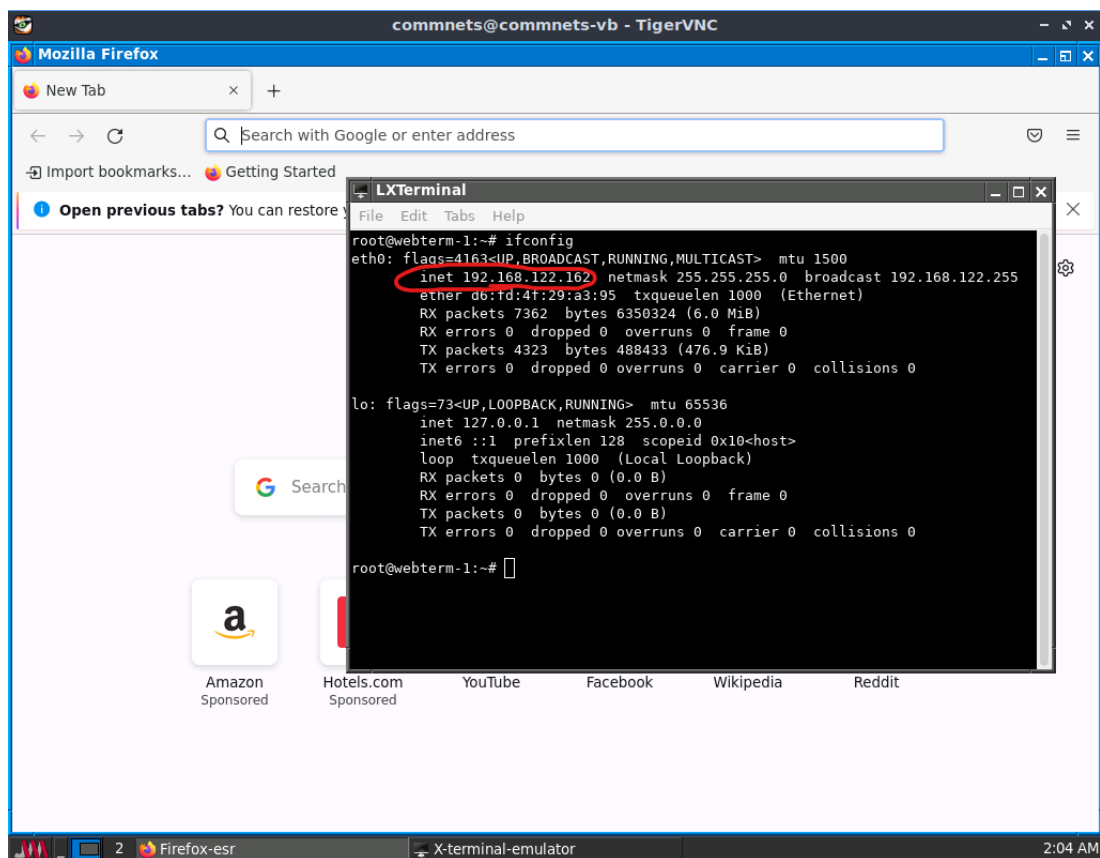 commnets@commnets-vb - TigerVNC
Mozilla Firefox
New Tab
Search with Google or enter address
Import bookmarks... Getting Started
Open previous tabs? You can restore
LXTerminal
File Edit Tabs Help
root@webterm-1:~# ifconfig
eth0: flags=4163<UP,BROADCAST,RUNNING,MULTICAST>  mtu 1500
        inet 192.168.122.162  netmask 255.255.255.0  broadcast 192.168.122.255
        ether d6:fd:4f:29:a3:95  txqueuelen 1000  (Ethernet)
        RX packets 7362  bytes 6350324 (6.0 MiB)
        RX errors 0  dropped 0  overruns 0  frame 0
        TX packets 4323  bytes 488433 (476.9 KiB)
        TX errors 0  dropped 0 overruns 0  carrier 0  collisions 0
lo: flags=73<UP,LOOPBACK,RUNNING>  mtu 65536
        inet 127.0.0.1  netmask 255.0.0.0
        inet6 ::1  prefixlen 128  scopeid 0x10<host>
        loop  txqueuelen 1000  (Local Loopback)
        RX packets 0  bytes 0 (0.0 B)
        RX errors 0  dropped 0  overruns 0  frame 0
        TX packets 0  bytes 0 (0.0 B)
        TX errors 0  dropped 0 overruns 0  carrier 0  collisions 0
root@webterm-1:~#
Search
Amazon Hotels.com YouTube Facebook Wikipedia Reddit
Sponsored Sponsored
2 Firefox-esr X-terminal-emulator 2:04 AM